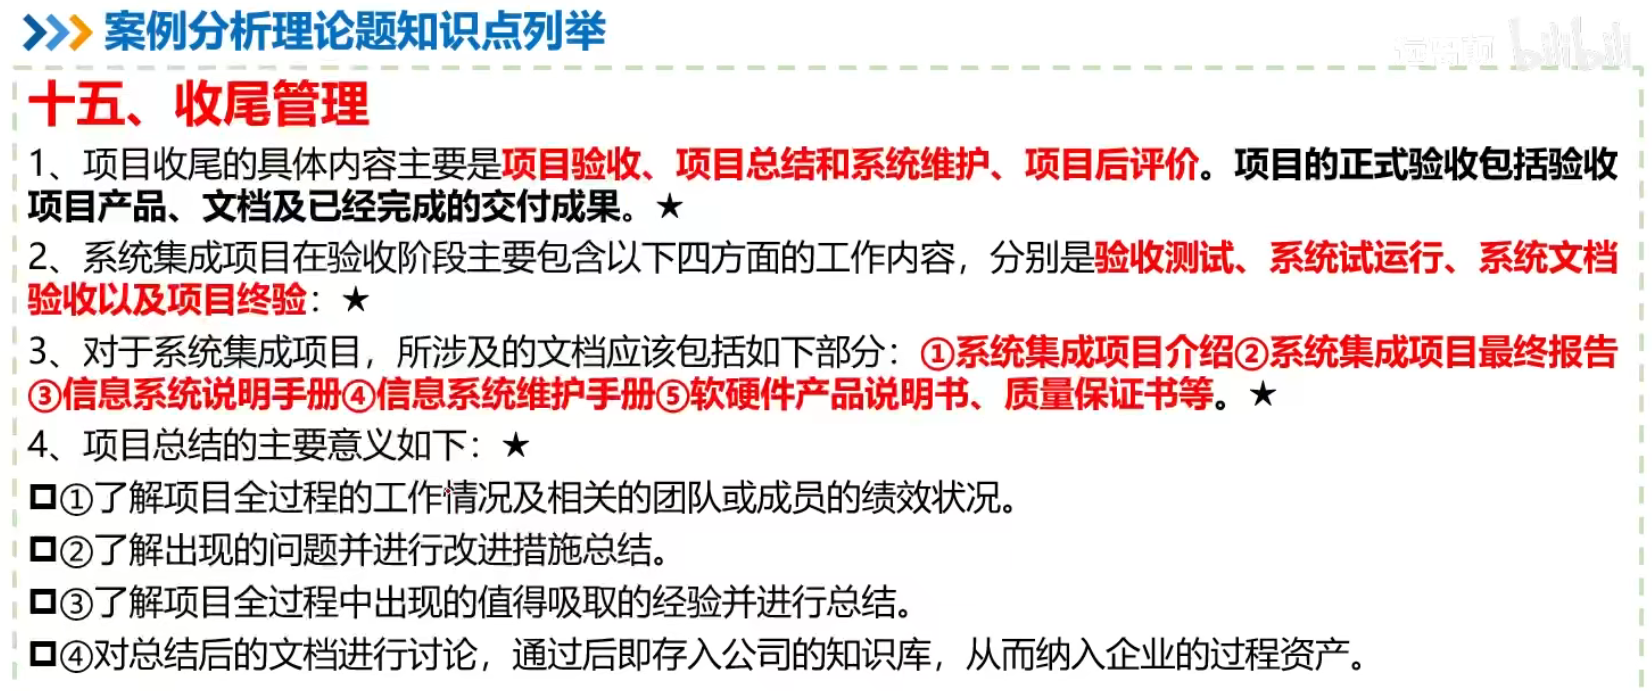 案例分析理论题知识点列举
bilibili
十五、收尾管理
1、项目收尾的具体内容主要是项目验收、项目总结和系统维护、项目后评价。项目的正式验收包括验收
项目产品、文档及已经完成的交付成果。★
2、系统集成项目在验收阶段主要包含以下四方面的工作内容，分别是验收测试、系统试运行、系统文档
验收以及项目终验：★
3、对于系统集成项目，所涉及的文档应该包括如下部分：①系统集成项目介绍②系统集成项目最终报告
③信息系统说明手册④信息系统维护手册⑤软硬件产品说明书、质量保证书等。★
4、项目总结的主要意义如下：★
①了解项目全过程的工作情况及相关的团队或成员的绩效状况。
②了解出现的问题并进行改进措施总结。
③了解项目全过程中出现的值得吸取的经验并进行总结。
④对总结后的文档进行讨论，通过后即存入公司的知识库，从而纳入企业的过程资产。